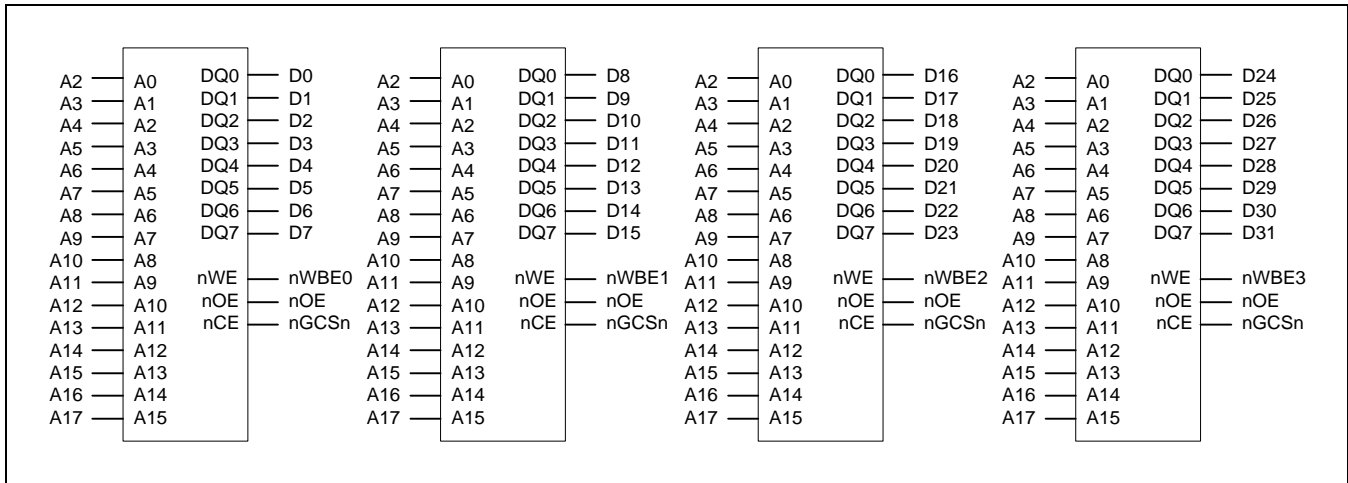 A2 A0 DQ0 D0 A2 A0 DQ0 D8 A2 A0 DQ0 D16 A2 A0 DQ0 D24
A3 A1 DQ1 D1 A3 A1 DQ1 D9 A3 A1 DQ1 D17 A3 A1 DQ1 D25
A4 A2 DQ2 D2 A4 A2 DQ2 D10 A4 A2 DQ2 D18 A4 A2 DQ2 D26
A5 A3 DQ3 D3 A5 A3 DQ3 D11 A5 A3 DQ3 D19 A5 A3 DQ3 D27
A6 A4 DQ4 D4 A6 A4 DQ4 D12 A6 A4 DQ4 D20 A6 A4 DQ4 D28
A7 A5 DQ5 D5 A7 A5 DQ5 D13 A7 A5 DQ5 D21 A7 A5 DQ5 D29
A8 A6 DQ6 D6 A8 A6 DQ6 D14 A8 A6 DQ6 D22 A8 A6 DQ6 D30
A9 A7 DQ7 D7 A9 A7 DQ7 D15 A9 A7 DQ7 D23 A9 A7 DQ7 D31
A10 A8 A10 A8 A10 A8 A10 A8
A11 A9 nWE nWBE0 A11 A9 nWE nWBE1 A11 A9 nWE nWBE2 A11 A9 nWE nWBE3
A12 A10 nOE nOE A12 A10 nOE nOE A12 A10 nOE nOE A12 A10 nOE nOE
A13 A11 nCE nGCSn A13 A11 nCE nGCSn A13 A11 nCE nGCSn A13 A11 nCE nGCSn
A14 A12 A14 A12 A14 A12 A14 A12
A15 A13 A15 A13 A15 A13 A15 A13
A16 A14 A16 A14 A16 A14 A16 A14
A17 A15 A17 A15 A17 A15 A17 A15